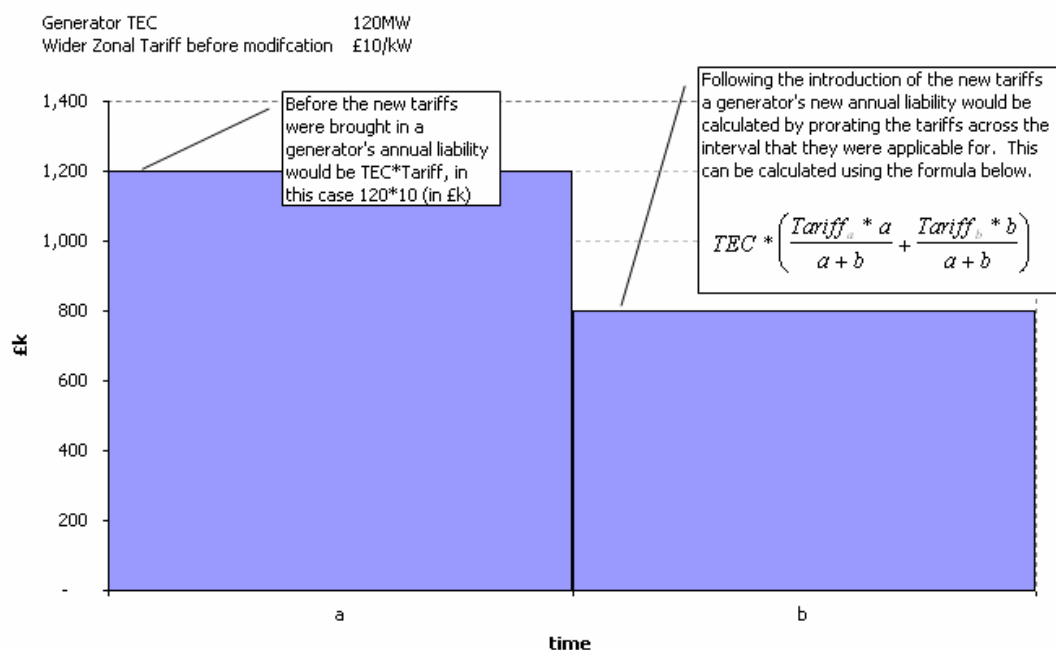 Generator TEC 120MW
Wider Zonal Tariff before modifcation £10/kW
Before the new tariffs
were brought in a
generator's annual liability
would be TEC*Tariff, in
this case 120*10 (in £k)
Following the introduction of the new tariffs
a generator's new annual liability would be
calculated by prorating the tariffs across the
interval that they were applicable for. This
can be calculated using the formula below.
TEC * ( Tariff_a * a / a + b + Tariff_b * b / a + b )
1,400
1,200
1,000
800
600
400
200
-
£k
a b
time